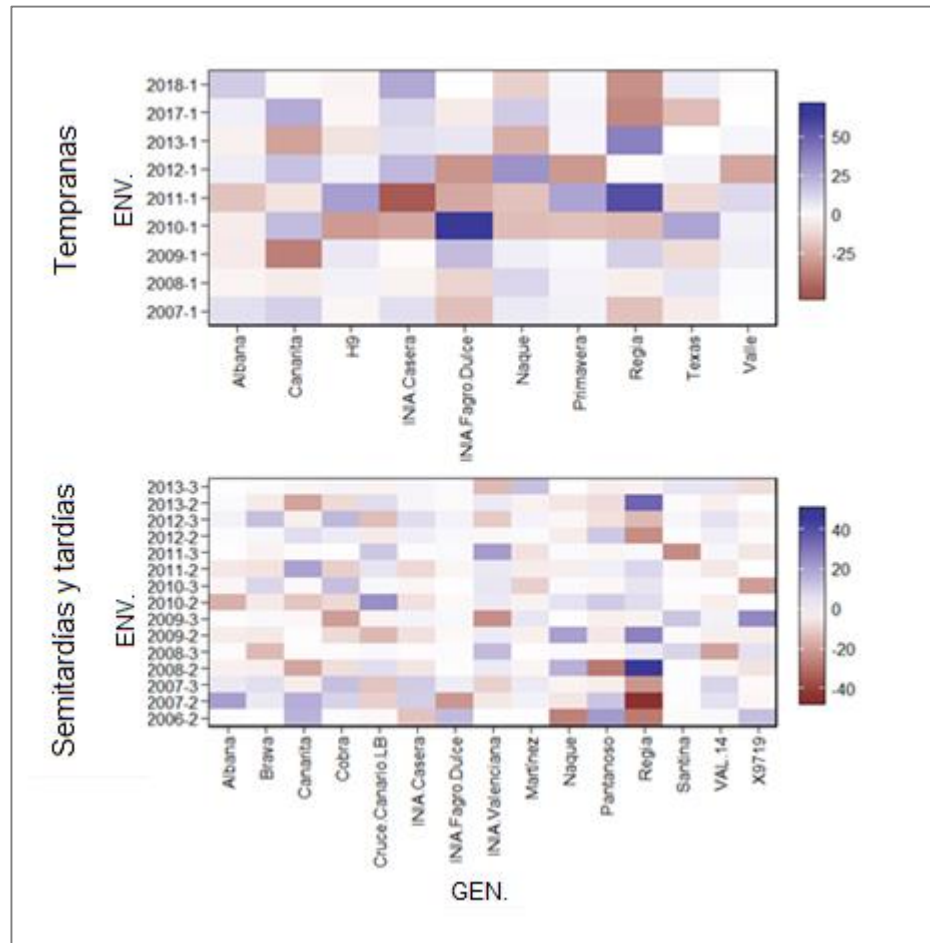 Tempranas
ENV.
2018-1
2017-1
2013-1
2012-1
2011-1
2010-1
2009-1
2008-1
2007-1
50
25
0
-25
Albana
Canarita
H9
INIA.Casera
INIA.Fagro.Dulce
Naque
Primavera
Regia
Texas
Valle
Semitardías y tardías
ENV.
2013-3
2013-2
2012-3
2012-2
2011-3
2011-2
2010-3
2010-2
2009-3
2009-2
2008-3
2008-2
2007-3
2007-2
2006-2
40
20
0
-20
-40
Albana
Brava
Canarita
Cobra
Cruce.Canario.LB
INIA.Casera
INIA.Fagro.Dulce
INIA.Valenciana
Martínez
Naque
Pantanoso
Regia
Santina
VAL.14
X9719
GEN.